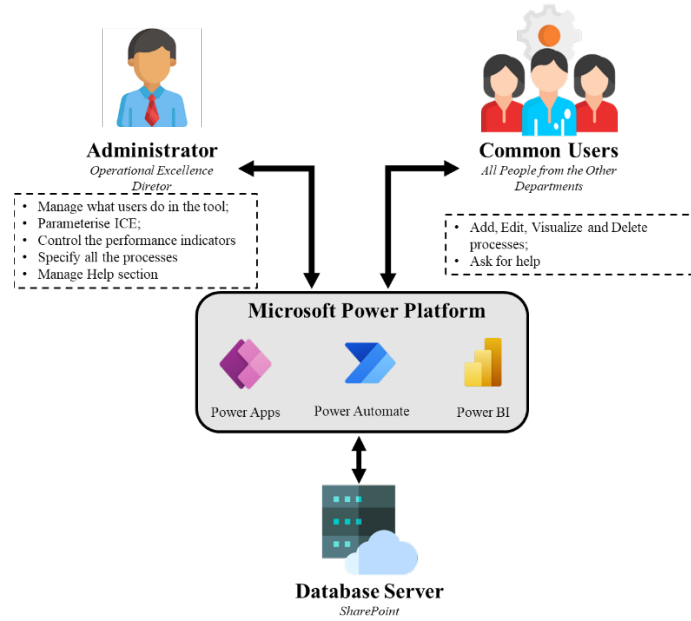 Administrator
Operational Excellence
Diretor
• Manage what users do in the tool;
• Parameterise ICE;
• Control the performance indicators
• Specify all the processes
• Manage Help section
Common Users
All People from the Other
Departments
• Add, Edit, Visualize and Delete
processes;
• Ask for help
Microsoft Power Platform
Power Apps
Power Automate
Power BI
Database Server
SharePoint